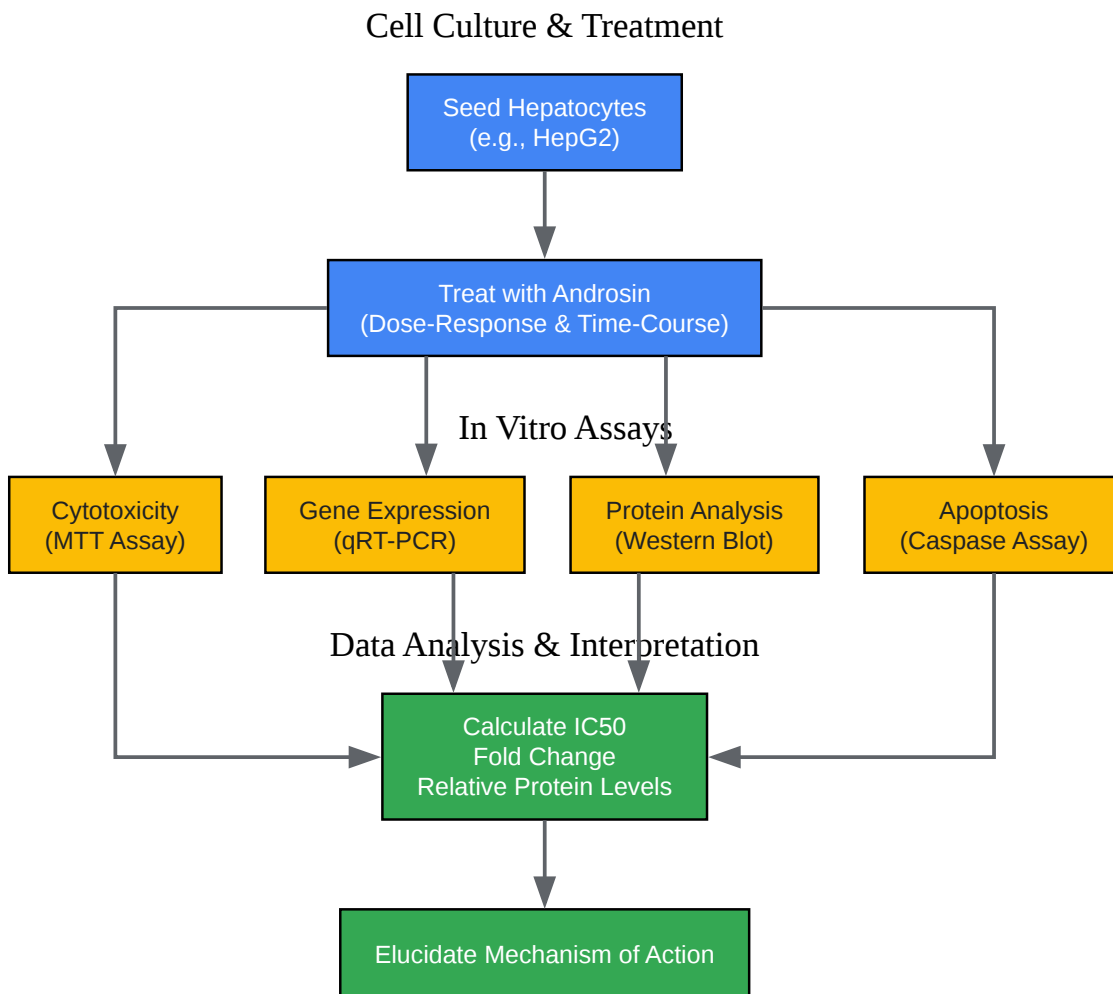 Cell Culture & Treatment
Seed Hepatocytes
(e.g., HepG2)
Treat with Androsin
(Dose-Response & Time-Course)
In Vitro Assays
Cytotoxicity
(MTT Assay)
Gene Expression
(qRT-PCR)
Protein Analysis
(Western Blot)
Apoptosis
(Caspase Assay)
Data Analysis & Interpretation
Calculate IC50
Fold Change
Relative Protein Levels
Elucidate Mechanism of Action